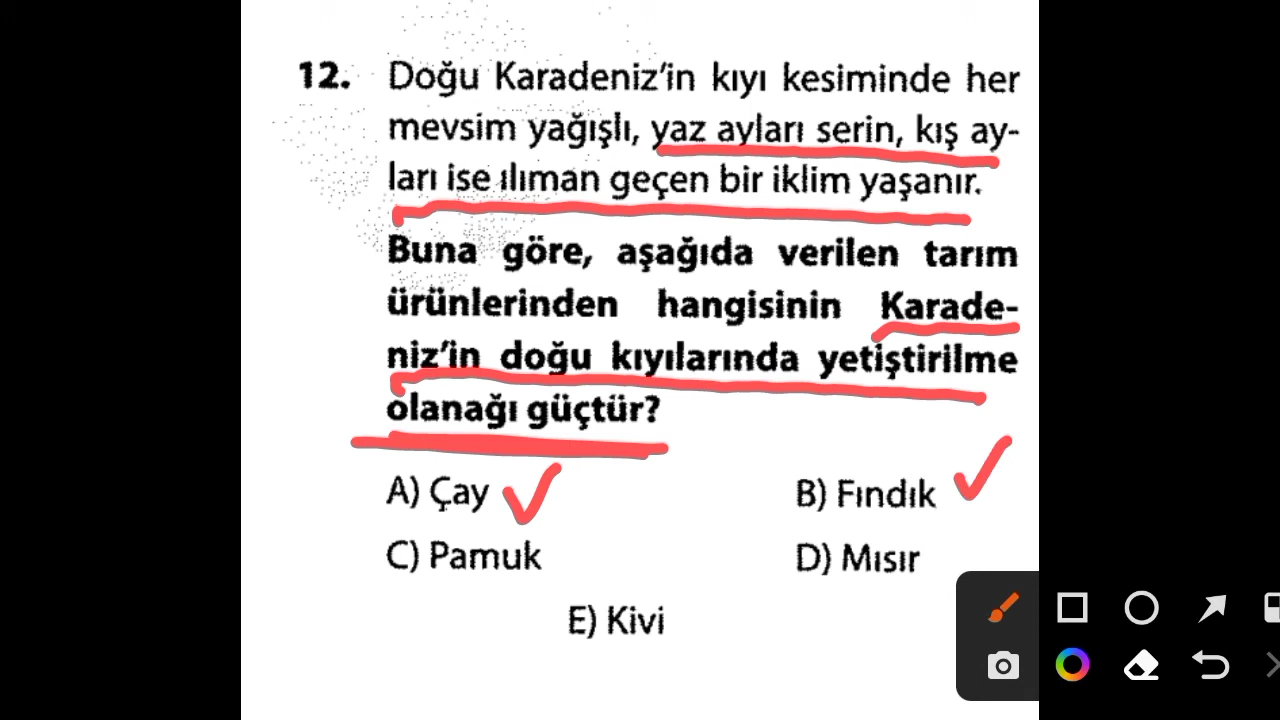 12. Doğu Karadeniz'in kıyı kesiminde her
mevsim yağışlı, yaz ayları serin, kış ay-
ları ise ılıman geçen bir iklim yaşanır.
Buna göre, aşağıda verilen tarım
ürünlerinden hangisinin Karade-
niz'in doğu kıyılarında yetiştirilme
olanağı güçtür?
A) Çay B) Fındık
C) Pamuk D) Mısır
E) Kivi